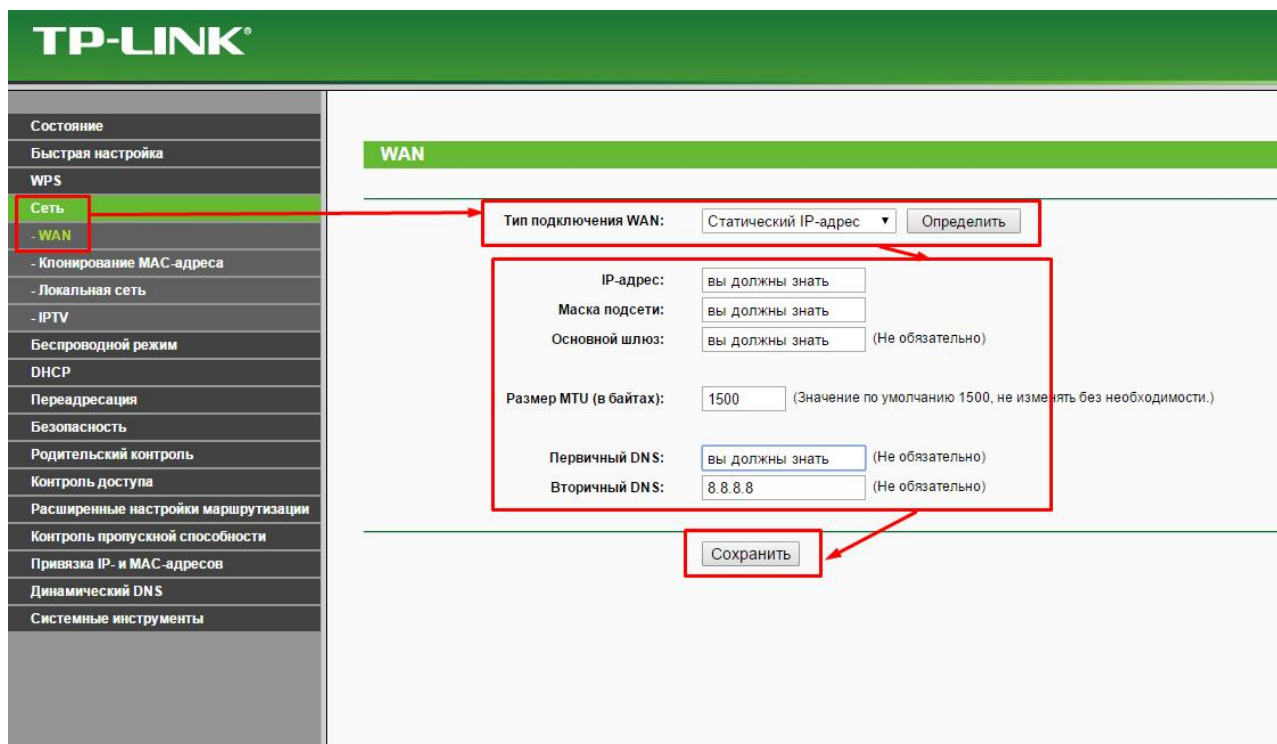 TP-LINK®
Состояние
Быстрая настройка
WPS
Сеть
- WAN
- Клонирование MAC-адреса
- Локальная сеть
- IPTV
Беспроводной режим
DHCP
Переадресация
Безопасность
Родительский контроль
Контроль доступа
Расширенные настройки маршрутизации
Контроль пропускной способности
Привязка IP- и MAC-адресов
Динамический DNS
Системные инструменты
WAN
Тип подключения WAN: Статический IP-адрес Определить
IP-адрес: вы должны знать
Маска подсети: вы должны знать
Основной шлюз: вы должны знать (Не обязательно)
Размер MTU (в байтах): 1500 (Значение по умолчанию 1500, не изменять без необходимости.)
Первичный DNS: вы должны знать (Не обязательно)
Вторичный DNS: 8.8.8.8 (Не обязательно)
Сохранить